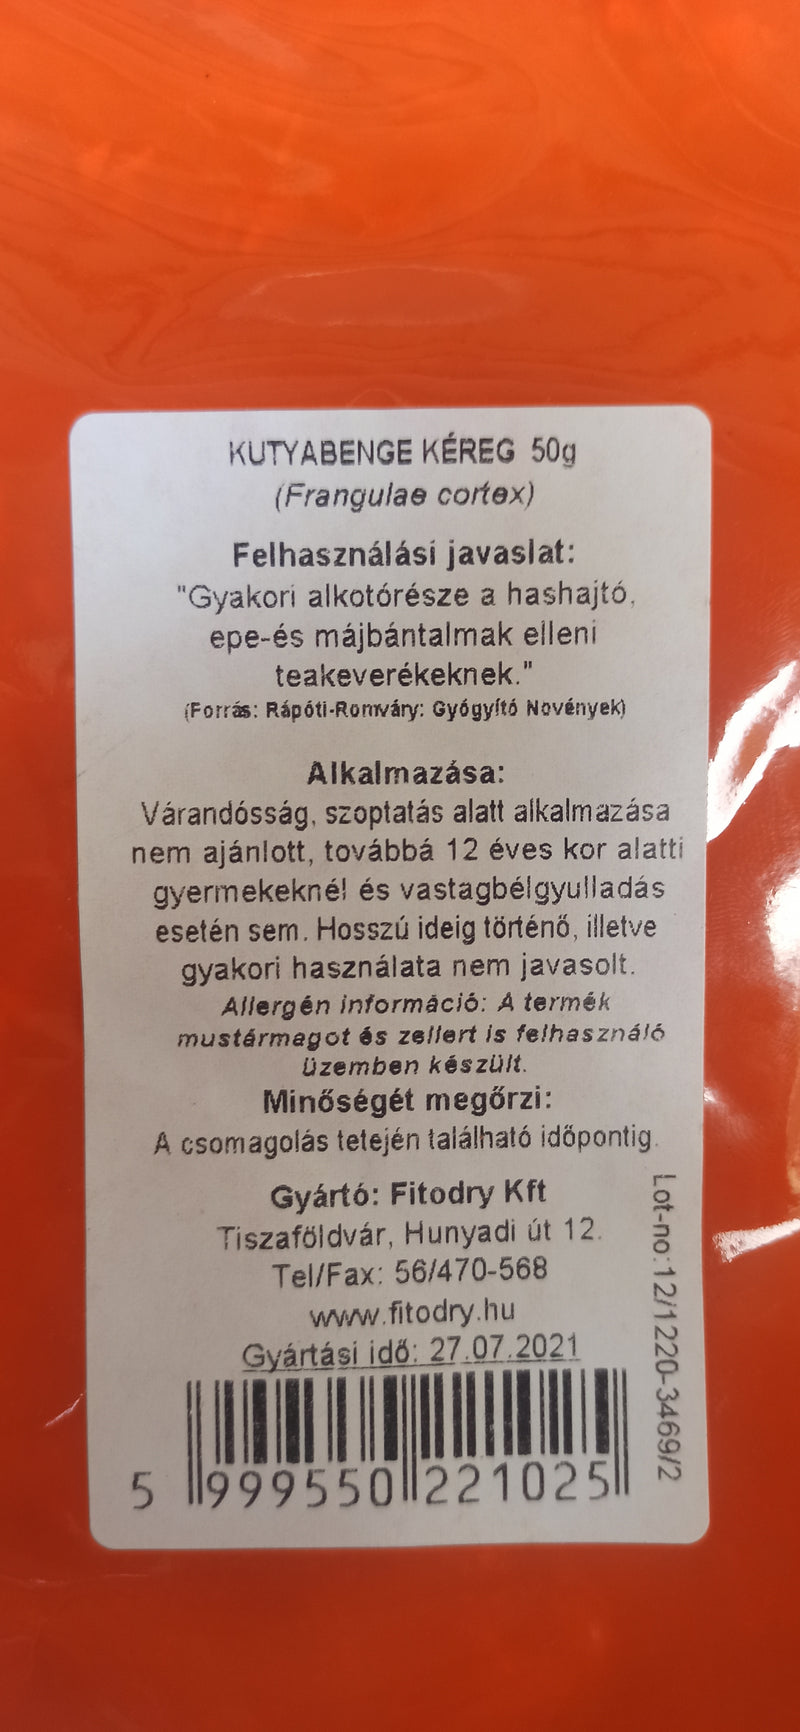 KUTYABENGE KÉREG 50g
(Frangulae cortex)
Felhasználási javaslat:
"Gyakori alkotórésze a hashajtó,
epe-és májbántalmak elleni
teakeverékeknek."
(Forrás: Rápóti-Romváry: Gyógyító Novények)
Alkalmazása:
Várandósság, szoptatás alatt alkalmazása
nem ajánlott, továbbá 12 éves kor alatti
gyermekeknél és vastagbélgyulladás
esetén sem. Hosszú ideig történő, illetve
gyakori használata nem javasolt.
Allergén információ: A termék
mustármagot és zellert is felhasználó
üzemben készült.
Minőségét megőrzi:
A csomagolás tetején található időpontig.
Gyártó: Fitodry Kft
Tiszaföldvár, Hunyadi út 12.
Tel/Fax: 56/470-568
www.fitodry.hu
Gyártási idő: 27.07.2021
5 999550 221025
Lot-no:12/1220-3469/2